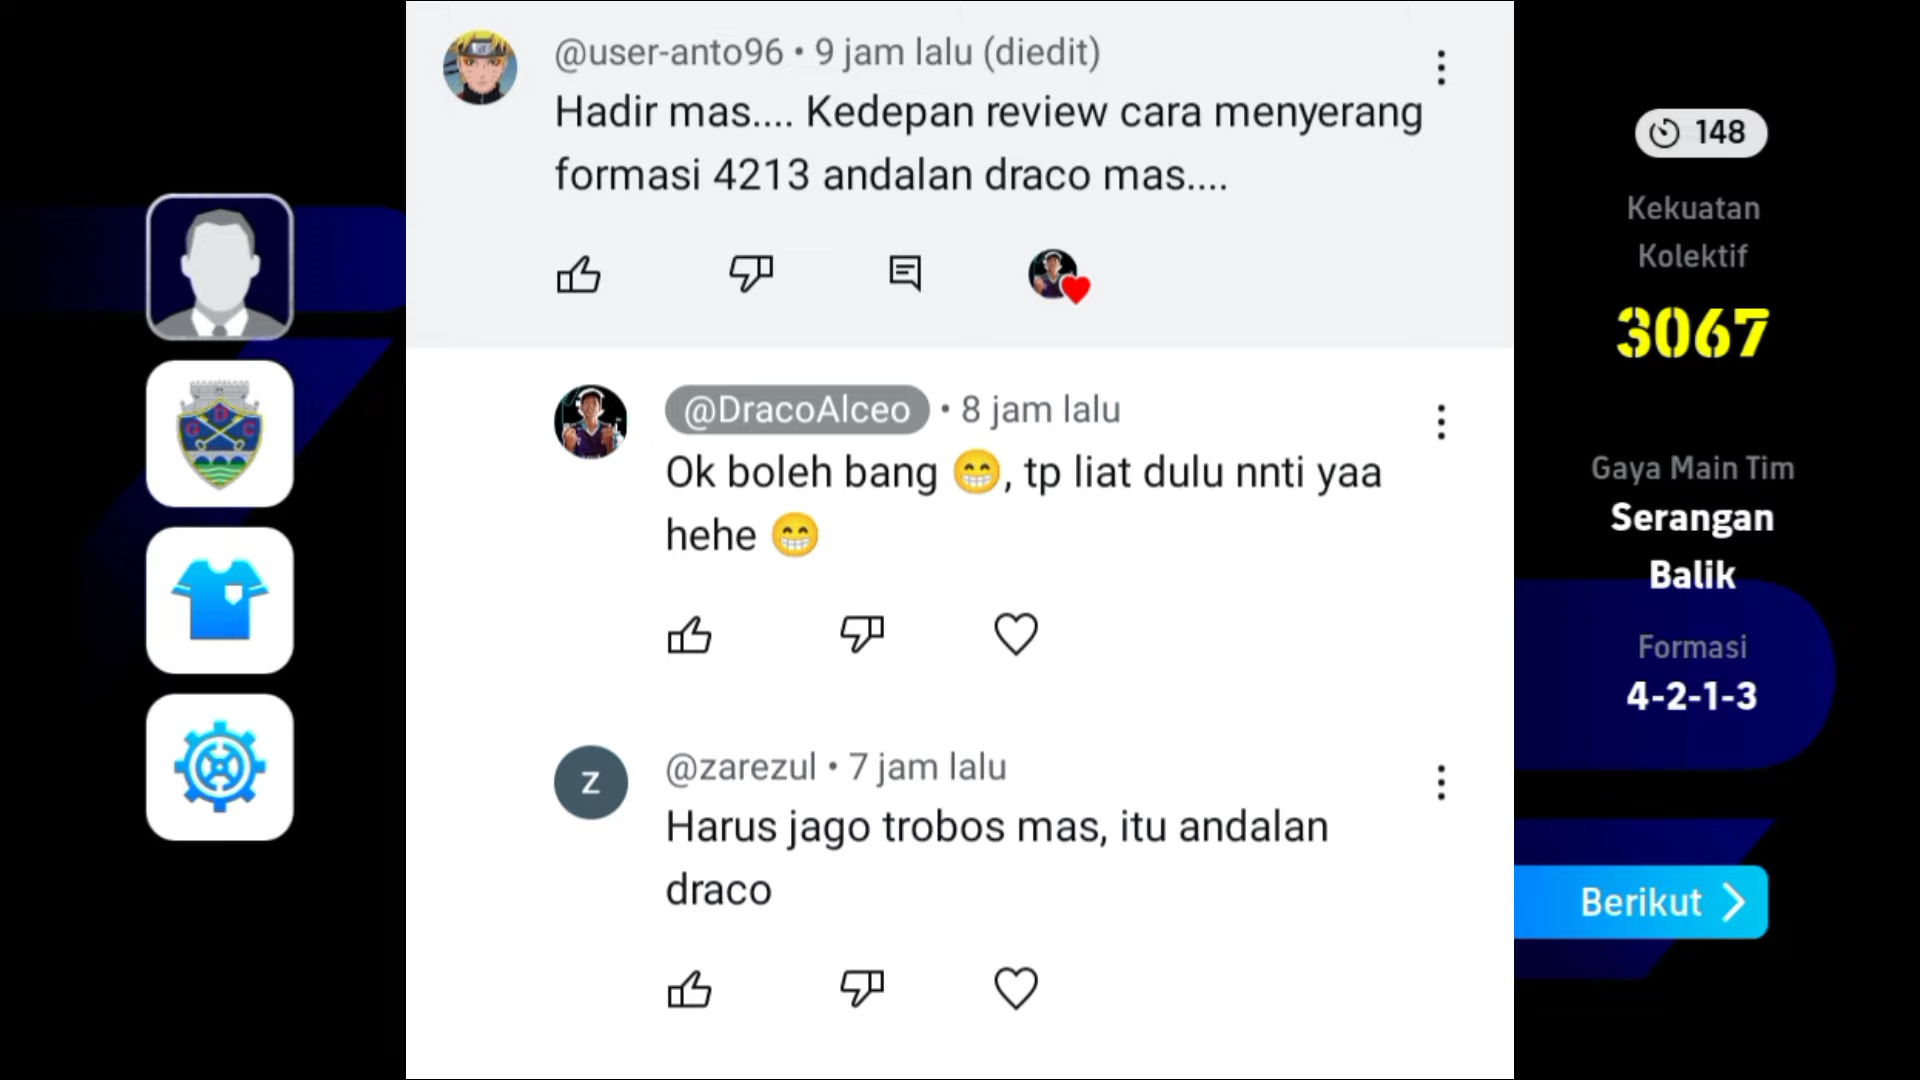 @user-anto96 • 9 jam lalu (diedit)
Hadir mas.... Kedepan review cara menyerang
formasi 4213 andalan draco mas....
@DracoAlceo • 8 jam lalu
Ok boleh bang 😁, tp liat dulu nnti yaa
hehe 😁
Z
@zarezul • 7 jam lalu
Harus jago trobos mas, itu andalan
draco
148
Kekuatan
Kolektif
3067
Gaya Main Tim
Serangan
Balik
Formasi
4-2-1-3
Berikut
G D C